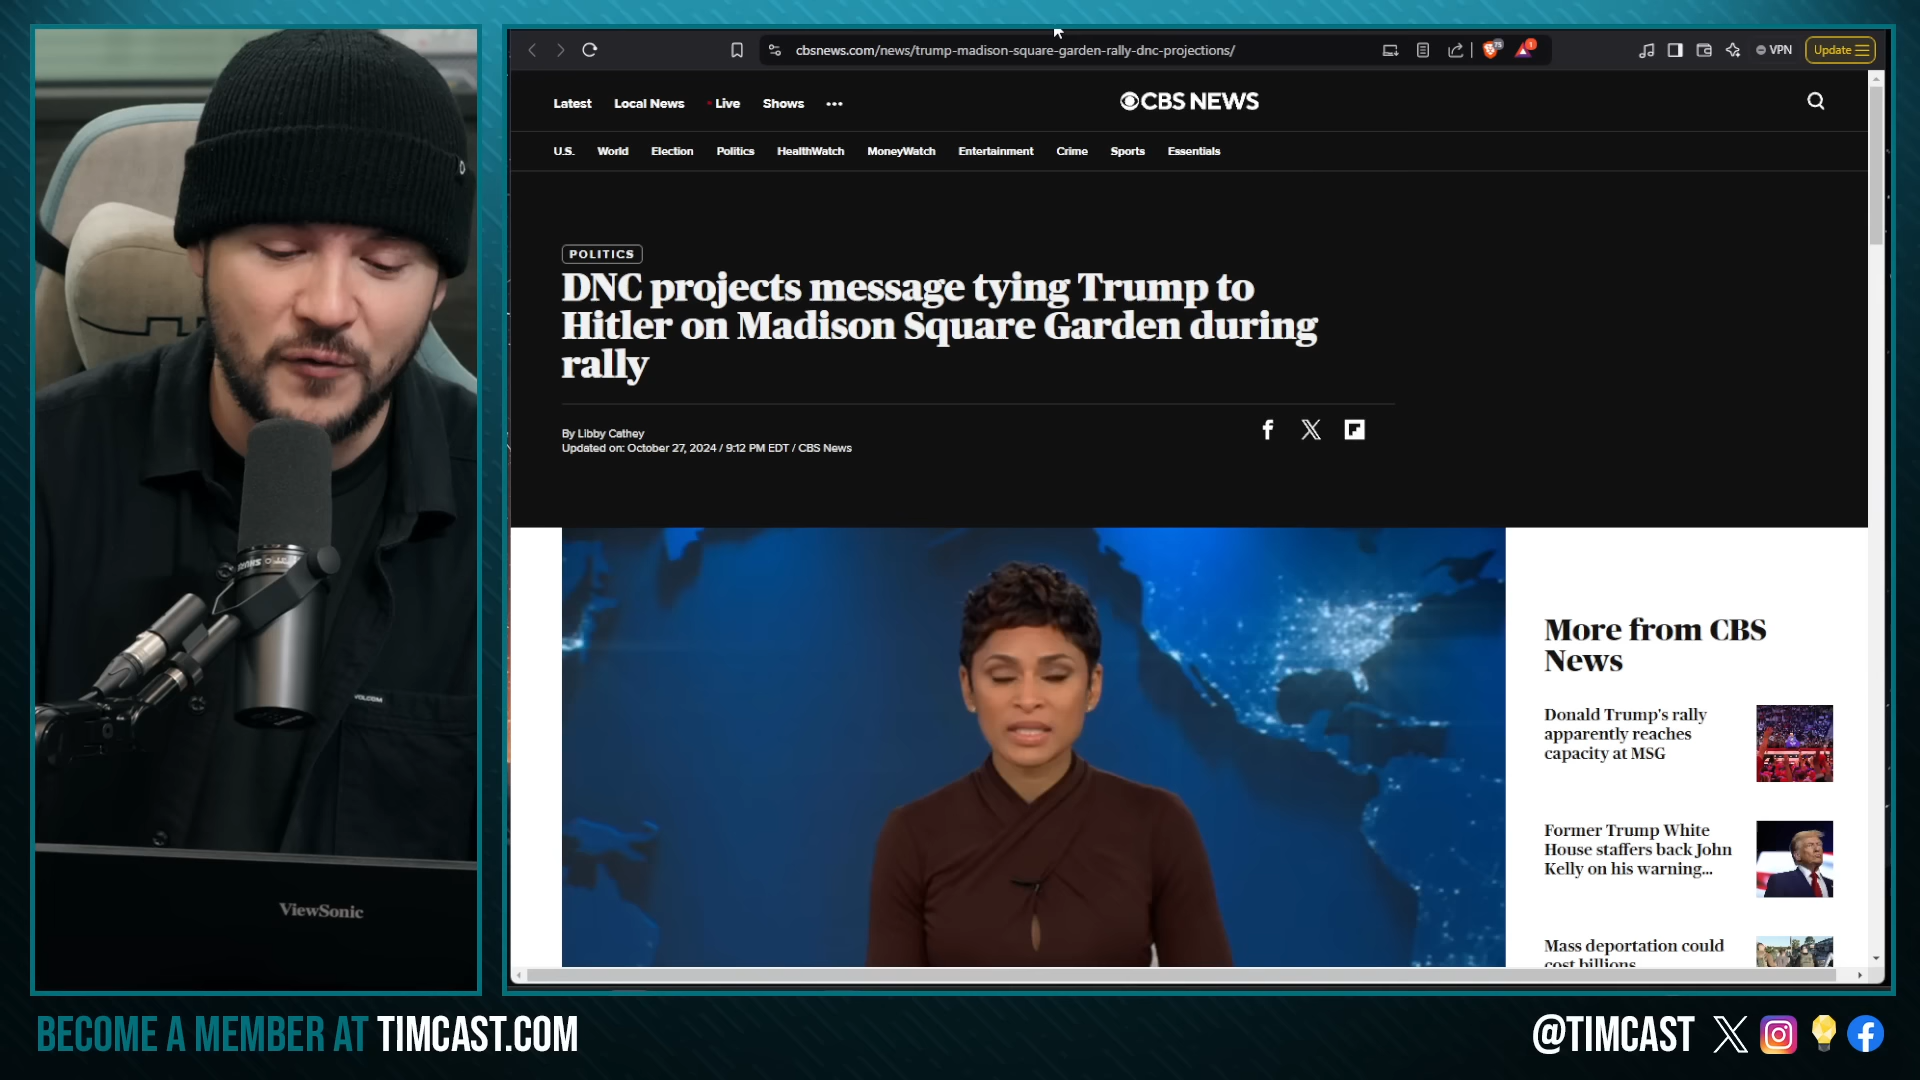 cbsnews.com/news/trump-madison-square-garden-rally-dnc-projections/
VPN
Update
Latest
Local News
Live
Shows
CBS NEWS
U.S.
World
Election
Politics
HealthWatch
MoneyWatch
Entertainment
Crime
Sports
Essentials
POLITICS
DNC projects message tying Trump to
Hitler on Madison Square Garden during
rally
By Libby Cathey
Updated on: October 27, 2024 / 9:12 PM EDT / CBS News
More from CBS
News
Donald Trump's rally
apparently reaches
capacity at MSG
Former Trump White
House staffers back John
Kelly on his warning...
Mass deportation could
cost billions
VOLCOM
ViewSonic
BECOME A MEMBER AT TIMCAST.COM
@TIMCAST